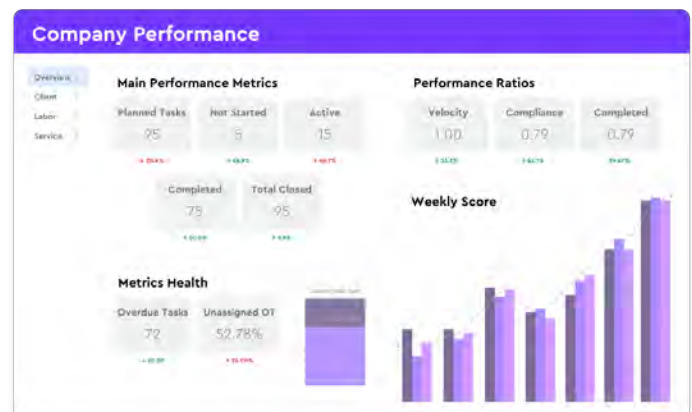 Company Performance
Overview
Client
Labor
Service
Main Performance Metrics
Planned Tasks
95
Not Started
5
Active
15
Completed
75
Total Closed
95
Metrics Health
Overdue Tasks
72
Unassigned OT
52.78%
Performance Ratios
Velocity
1.00
Compliance
0.79
Completed
0.79
Weekly Score